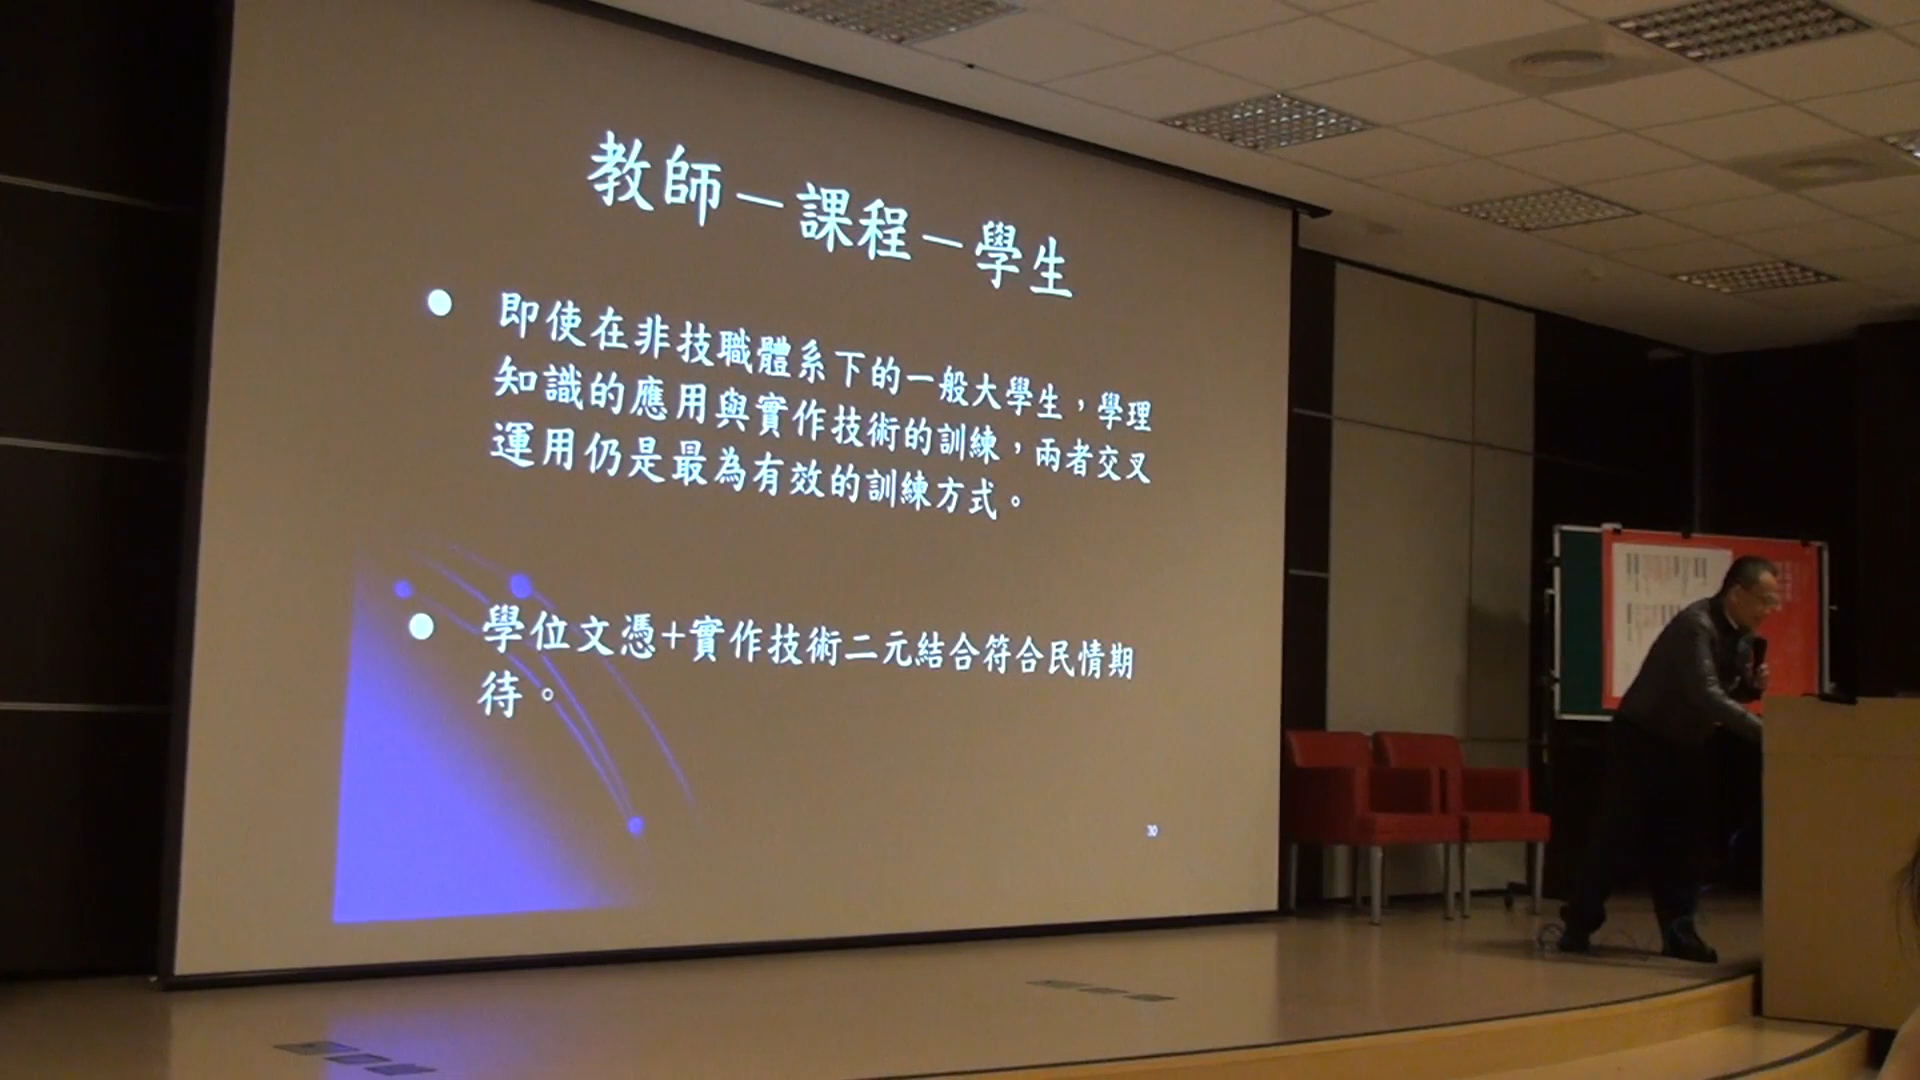 教師－課程－學生
● 即使在非技職體系下的一般大學生，學理
知識的應用與實作技術的訓練，兩者交叉
運用仍是最為有效的訓練方式。
● 學位文憑+實作技術二元結合符合民情期
待。
30